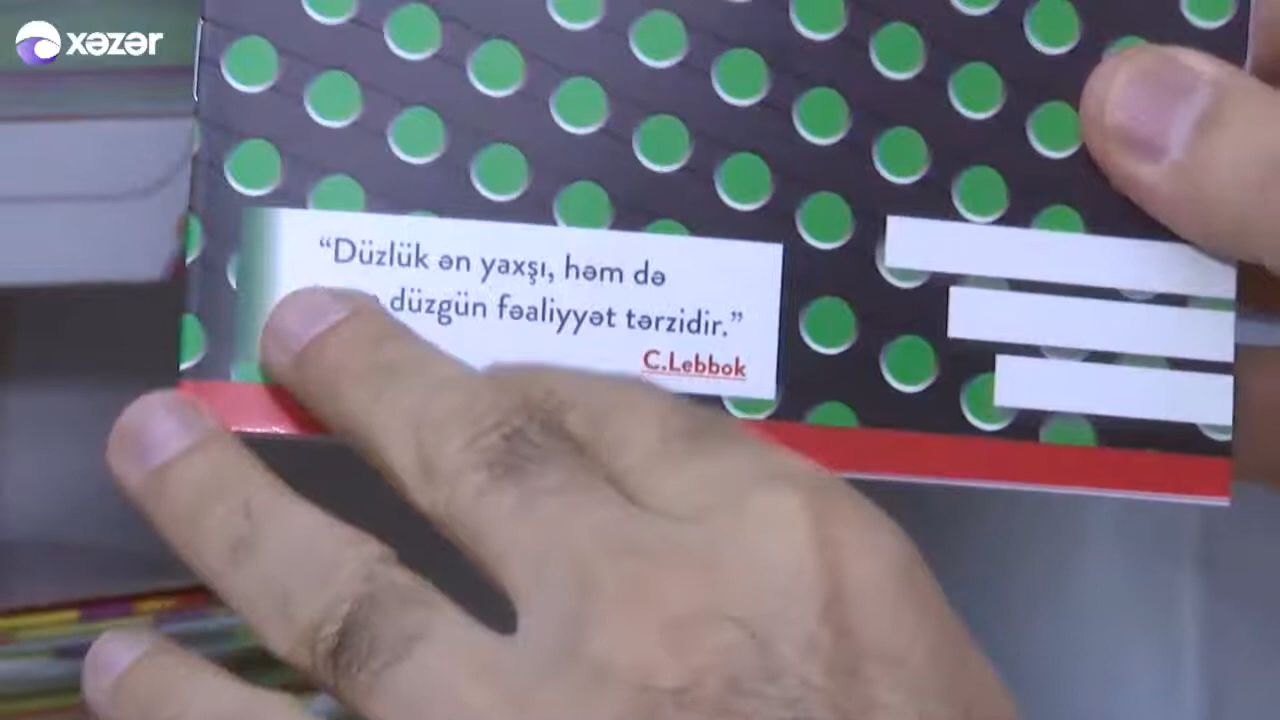 xəzər
“Düzlük ən yaxşı, həm də
düzgün fəaliyyət tərzidir.”
C.Lebbok